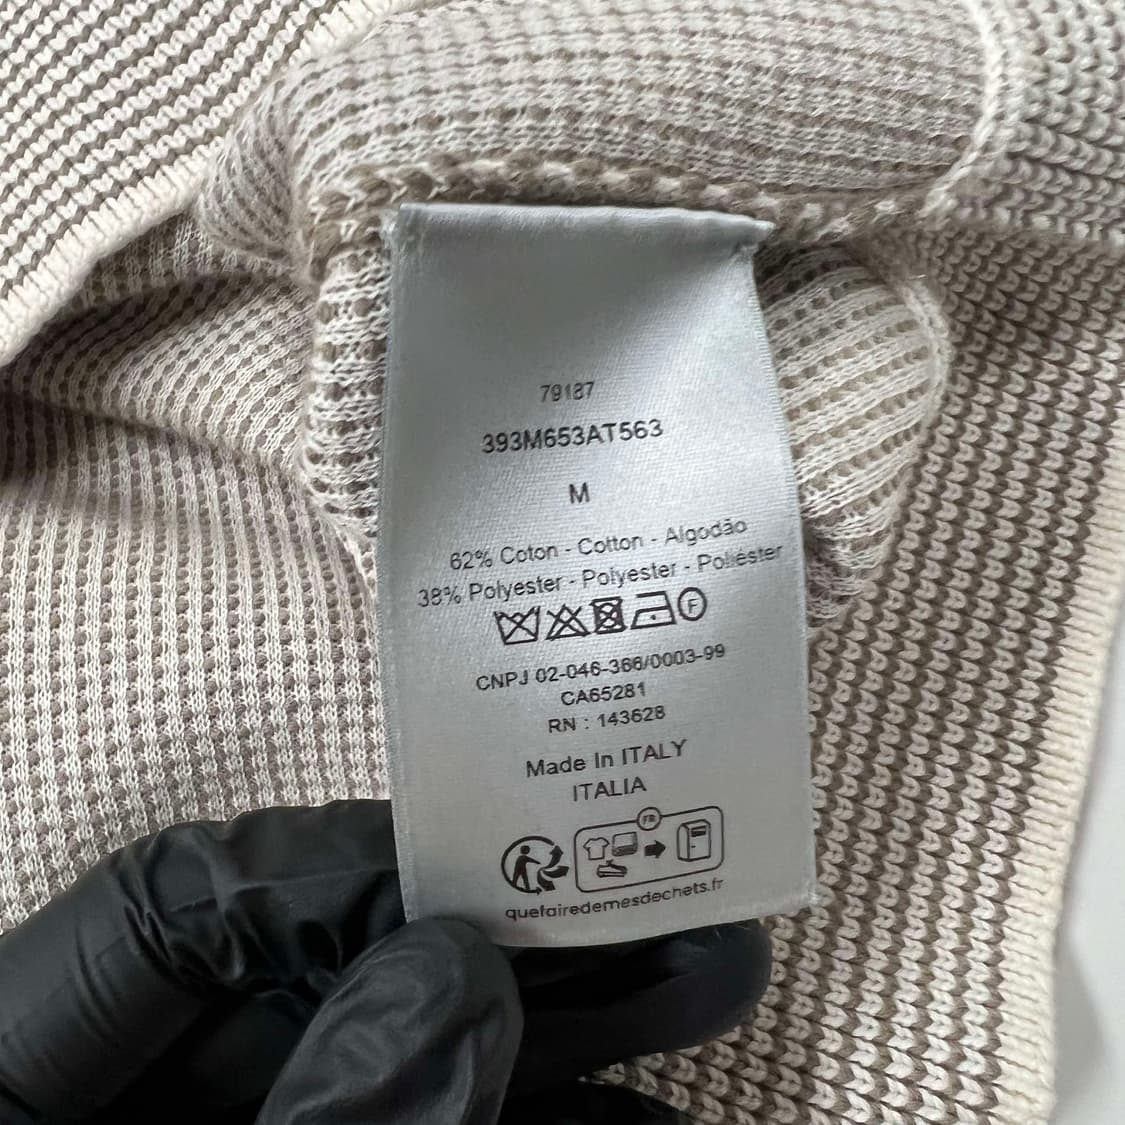 79187
393M653AT563
M
62% Coton - Cotton - Algodão
38% Polyester - Polyester - Poliéster
F
CNPJ 02-046-366/0003-99
CA65281
RN : 143628
Made In ITALY
ITALIA
FR
quefairedemesdechets.fr